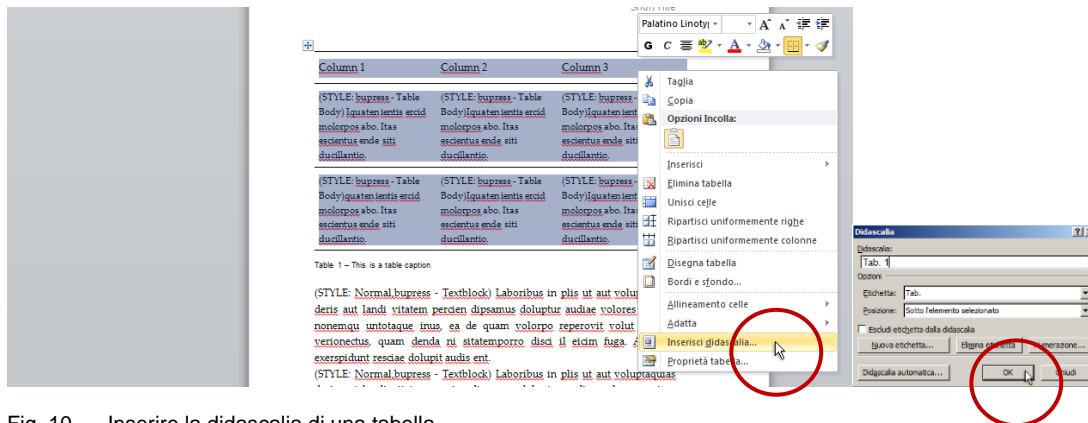 Short Title
Palatino Linoty
A A
G C A
Column 1 Column 2 Column 3
(STYLE: bupress - Table (STYLE: bupress - Table (STYLE: bupress -
Body) Iquaten ientis ercid Body)Iquaten ientis ercid Body)Iquaten ient
molorpos abo. Itas molorpos abo. Itas molorpos abo. Itas
escientus ende siti escientus ende siti escientus ende siti
ducillantio. ducillantio. ducillantio.
(STYLE: bupress - Table (STYLE: bupress - Table (STYLE: bupress -
Body)quaten ientis ercid Body)Iquaten ientis ercid Body)Iquaten ient
molorpos abo. Itas molorpos abo. Itas molorpos abo. Itas
escientus ende siti escientus ende siti escientus ende siti
ducillantio. ducillantio. ducillantio.
Table 1 – This is a table caption
(STYLE: Normal,bupress - Textblock) Laboribus in plis ut aut volup
deris aut landi vitatem percien dipsamus doluptur audiae volores
nonemqu untotaque inus, ea de quam volorpo reperovit volut
verionectus, quam denda ni sitatemporro disci il eicim fuga. A
exerspidunt resciae dolupit audis ent.
(STYLE: Normal,bupress - Textblock) Laboribus in plis ut aut voluptaquias
Taglia
Copia
Opzioni Incolla:
Inserisci
Elimina tabella
Unisci celle
Ripartisci uniformemente righe
Ripartisci uniformemente colonne
Disegna tabella
Bordi e sfondo...
Allineamento celle
Adatta
Inserisci didascalia...
Proprietà tabella...
Didascalia
Didascalia:
Tab. 1
Opzioni
Etichetta: Tab.
Posizione: Sotto l'elemento selezionato
Escludi etichetta dalla didascalia
Nuova etichetta... Elimina etichetta Numerazione...
Didascalia automatica... OK Chiudi
Fig. 10 Inserire la didascalia di una tabella